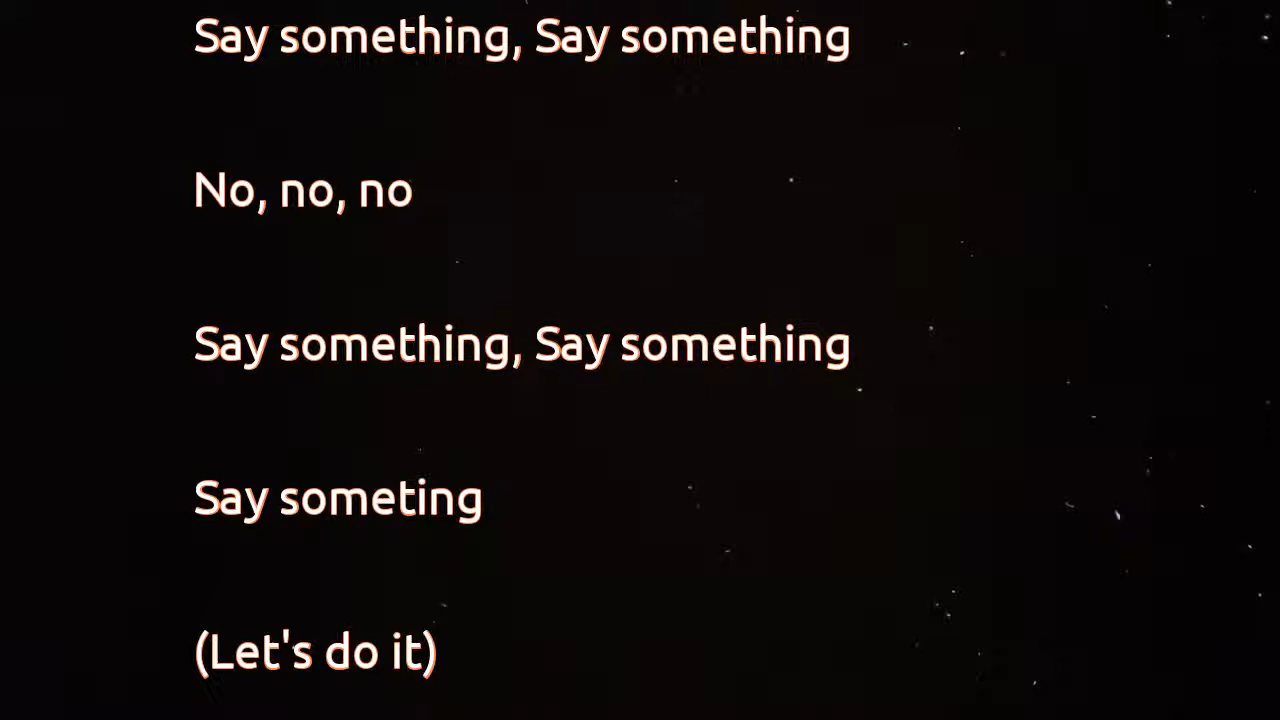 Say something, Say something
No, no, no
Say something, Say something
Say someting
(Let's do it)